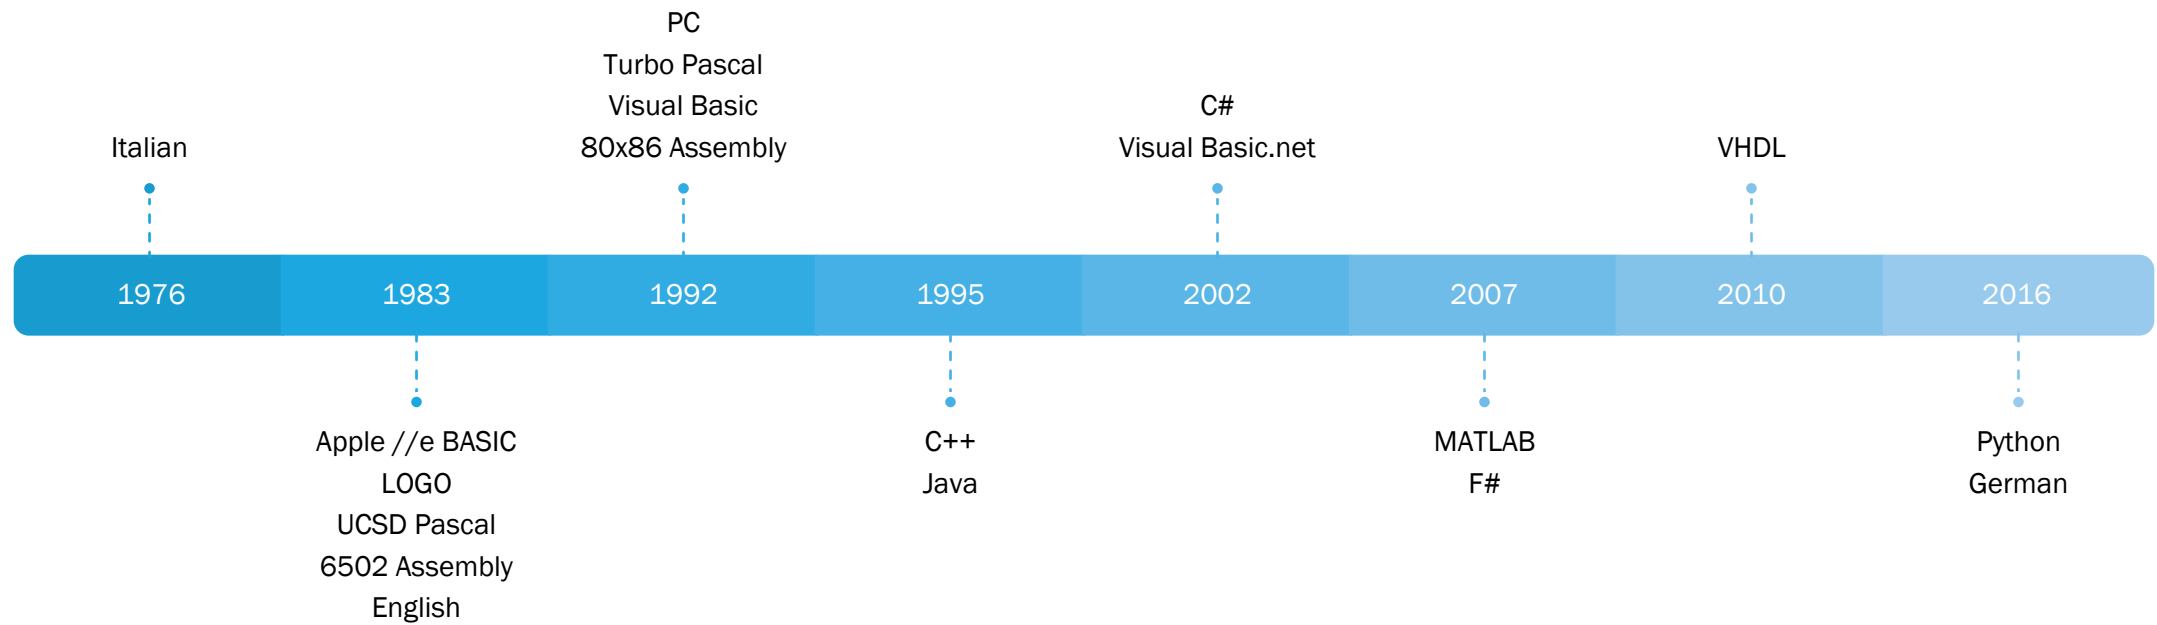 Italian
1976
1983
Apple //e BASIC
LOGO
UCSD Pascal
6502 Assembly
English
PC
Turbo Pascal
Visual Basic
80x86 Assembly
1992
1995
C++
Java
C#
Visual Basic.net
2002
2007
MATLAB
F#
VHDL
2010
2016
Python
German